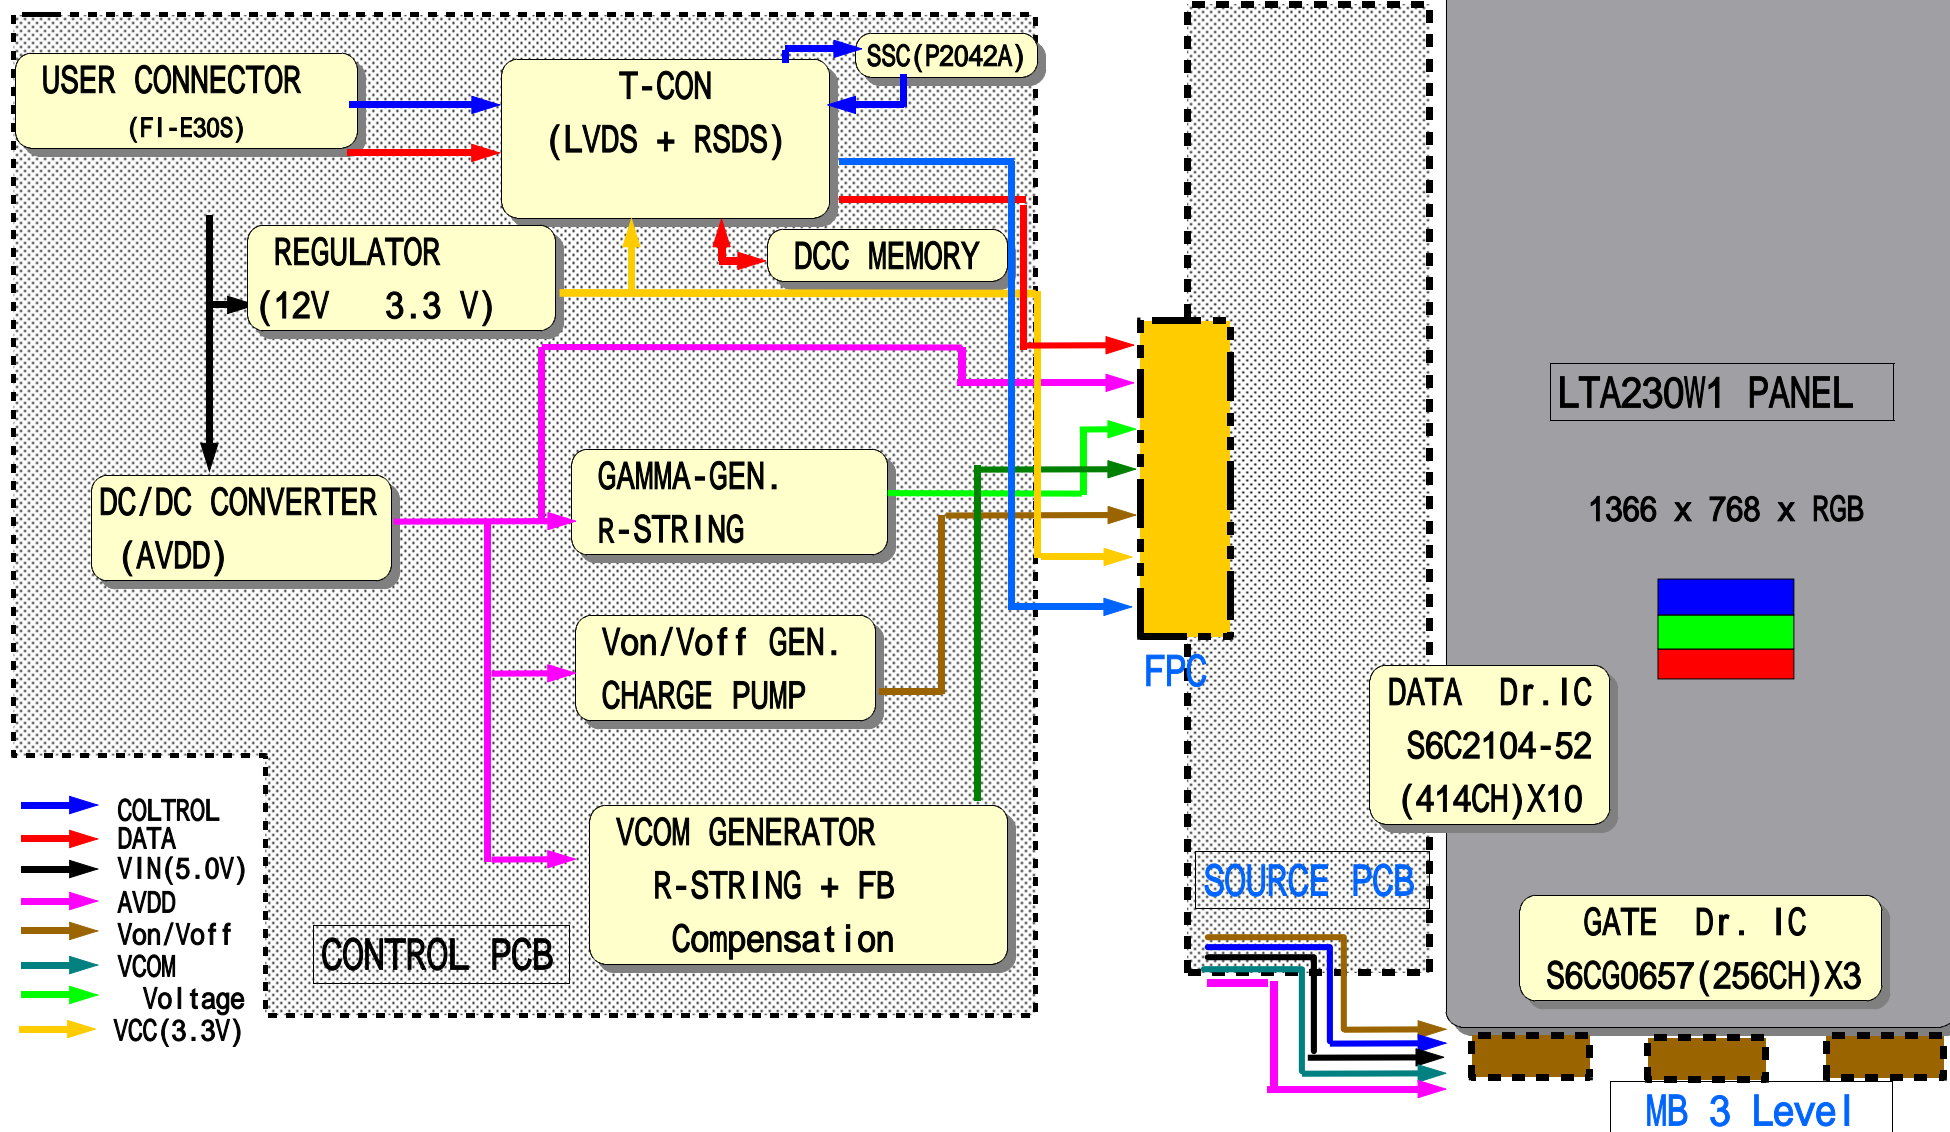 USER CONNECTOR
(FI-E30S)
T-CON
(LVDS + RSDS)
SSC(P2042A)
REGULATOR
(12V 3.3 V)
DCC MEMORY
DC/DC CONVERTER
(AVDD)
GAMMA-GEN.
R-STRING
Von/Voff GEN.
CHARGE PUMP
VCOM GENERATOR
R-STRING + FB
Compensation
CONTROL PCB
COLTROL
DATA
VIN(5.0V)
AVDD
Von/Voff
VCOM
Voltage
VCC(3.3V)
FPC
SOURCE PCB
LTA230W1 PANEL
1366 x 768 x RGB
DATA Dr.IC
S6C2104-52
(414CH)X10
GATE Dr. IC
S6CG0657(256CH)X3
MB 3 Level